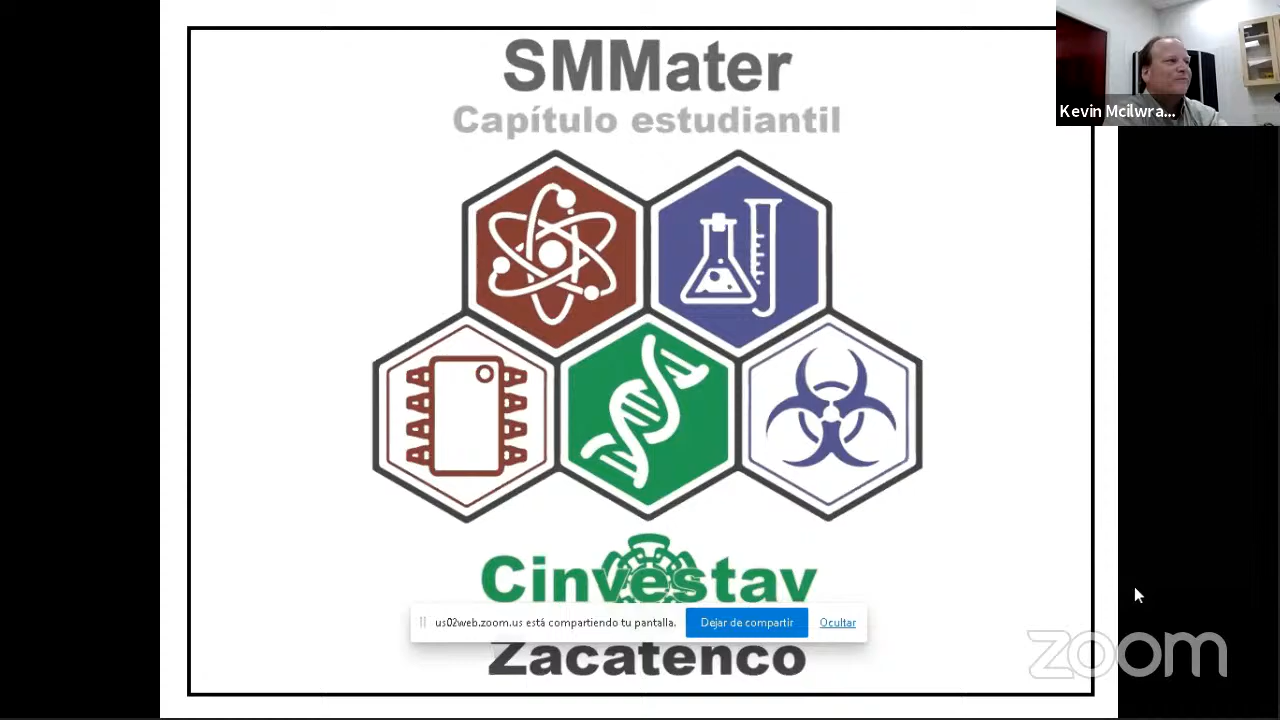 SMMater
Capítulo estudiantil
Kevin Mcilwra...
Cinvestav
us02web.zoom.us está compartiendo tu pantalla.
Dejar de compartir
Ocultar
Zacatenco
zoom